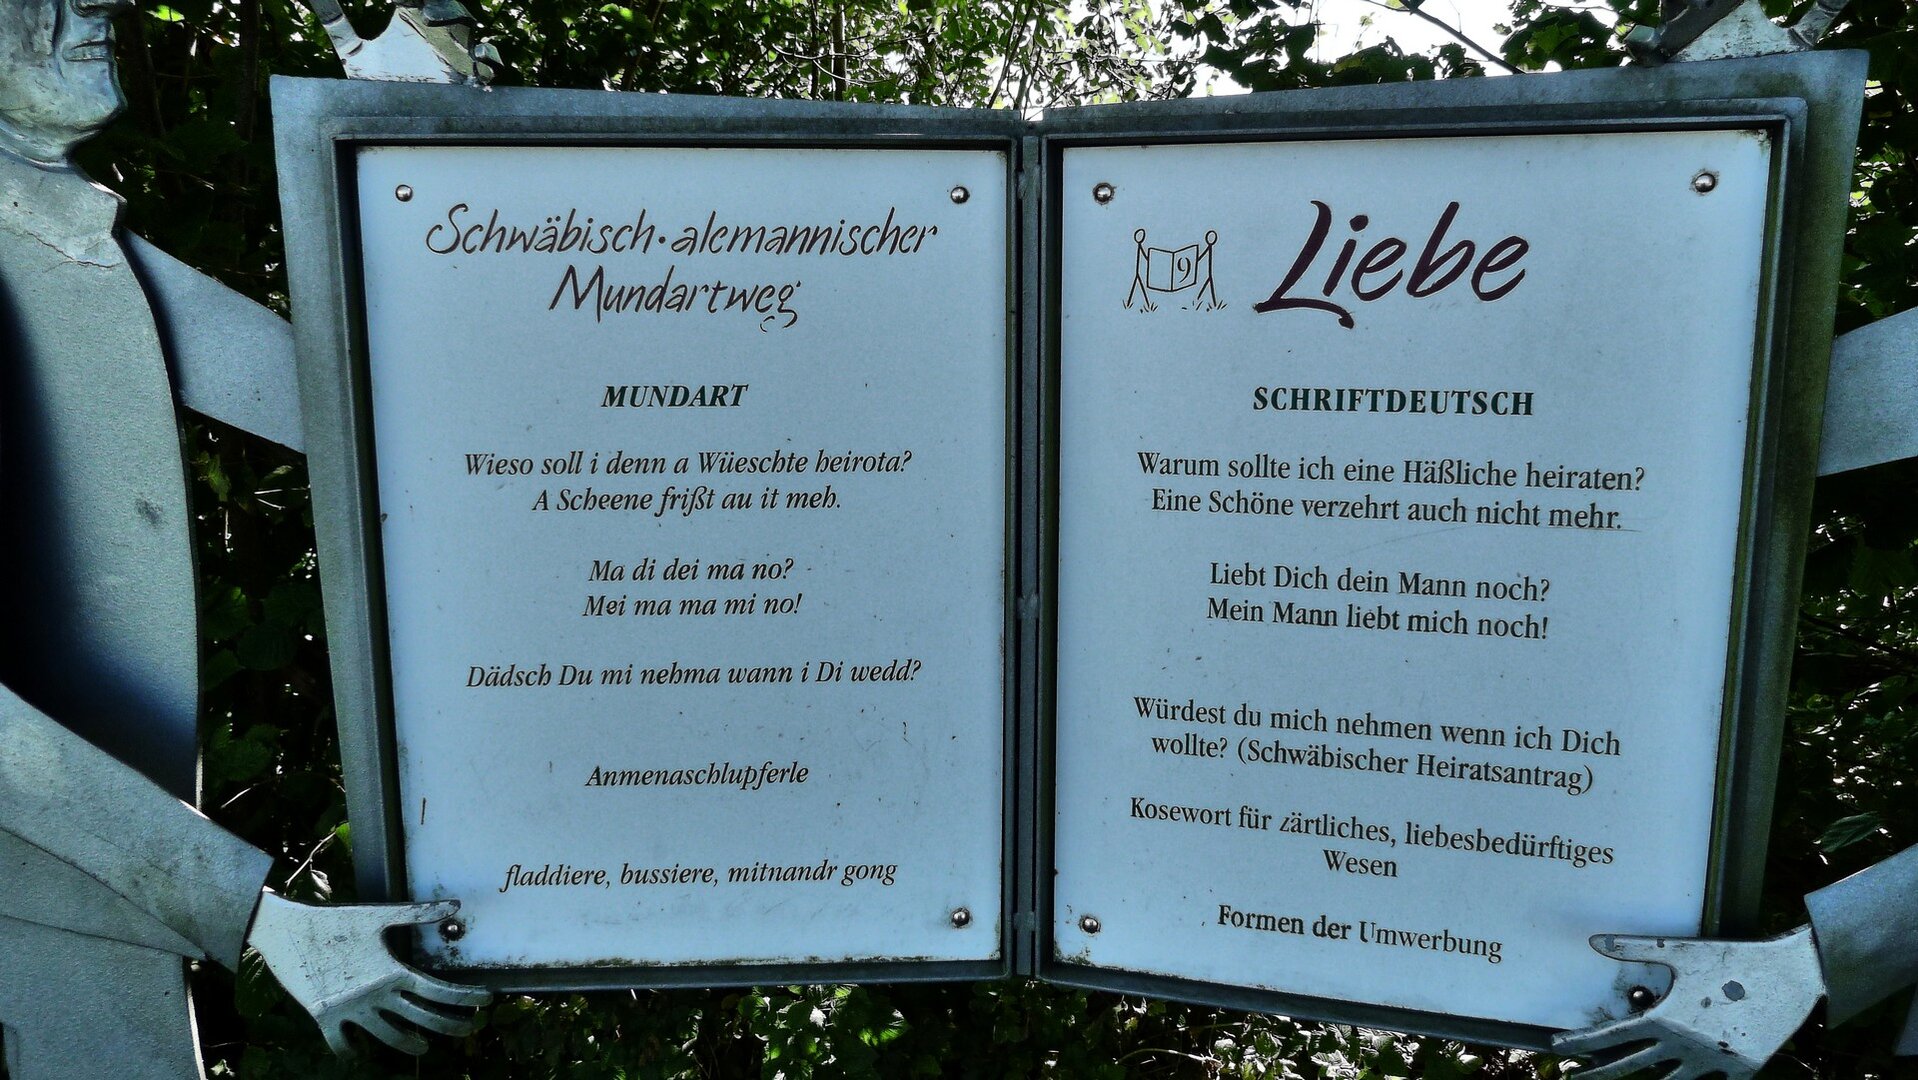 Schwäbisch·alemannischer
Mundartweg
MUNDART
Wieso soll i denn a Wüeschte heirota?
A Scheene frißt au it meh.
Ma di dei ma no?
Mei ma ma mi no!
Dädsch Du mi nehma wann i Di wedd?
Anmenaschlupferle
fladdiere, bussiere, mitnandr gong
9
Liebe
SCHRIFTDEUTSCH
Warum sollte ich eine Häßliche heiraten?
Eine Schöne verzehrt auch nicht mehr.
Liebt Dich dein Mann noch?
Mein Mann liebt mich noch!
Würdest du mich nehmen wenn ich Dich
wollte? (Schwäbischer Heiratsantrag)
Kosewort für zärtliches, liebesbedürftiges
Wesen
Formen der Umwerbung